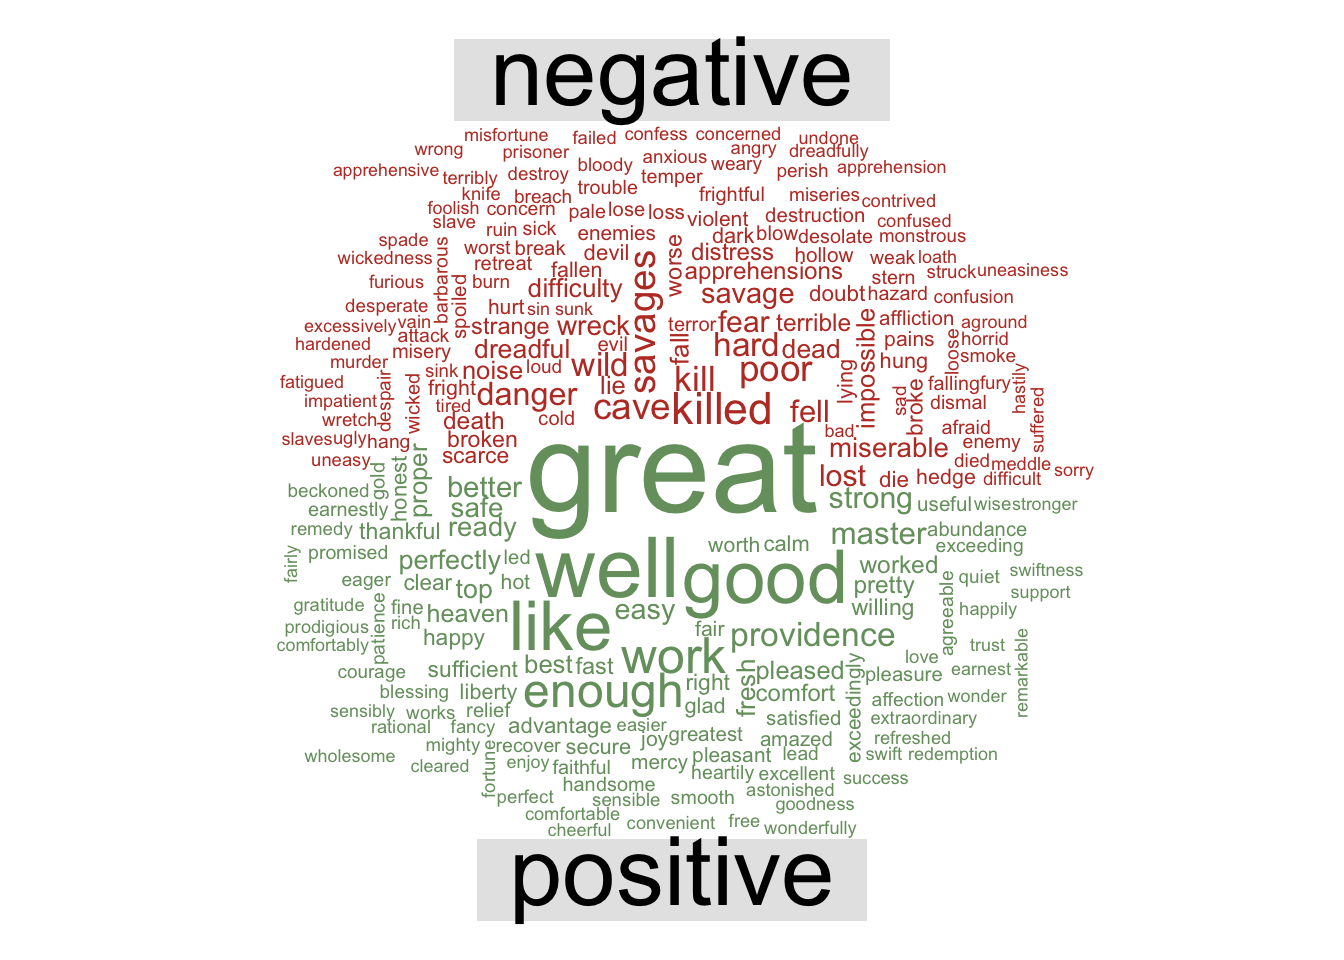 negative
misfortune failed confess concerned undone
wrong prisoner bloody anxious angry dreadfully
apprehensive terribly destroy trouble temper weary perish apprehension
knife breach frightful miseries contrived
foolish concern pale lose loss violent destruction confused
slave ruin sick enemies dark blow desolate monstrous
spade worst break devil savages worse distress hollow weak loath
wickedness barbarous retreat fallen apprehensions stern struck uneasiness
furious spoiled burn difficulty savage doubt hazard confusion
desperate hurt sin sunk impossible affliction aground
excessively vain strange wreck terror fear terrible
hardened attack dreadful evil fall hard dead pains loose horrid
murder misery noise loud wild poor lying hung smoke
fatigued despair sink fright lie kill sad broke falling fury hastily
impatient wicked tired danger cave killed fell dismal suffered
wretch death cold bad afraid
slaves ugly hang broken miserable enemy
uneasy scarce lost die hedge died meddle difficult sorry
great
beckoned gold honest proper better strong useful wise stronger
earnestly safe
remedy thankful ready master abundance
fairly promised perfectly led well good worth calm worked exceeding
eager clear top hot pretty agreeable quiet swiftness
support
gratitude patience fine heaven like easy willing happily
prodigious rich happy fair providence
comfortably work trust remarkable
courage sufficient best fast fresh pleased exceedingly love pleasure earnest
blessing liberty enough right comfort affection wonder
sensibly works relief glad satisfied extraordinary
rational fancy advantage easier joy greatest amazed refreshed
wholesome mighty recover secure pleasant lead swift redemption
cleared fortune enjoy faithful mercy heartily excellent success
handsome astonished
perfect sensible smooth goodness
comfortable convenient free wonderfully
cheerful
positive